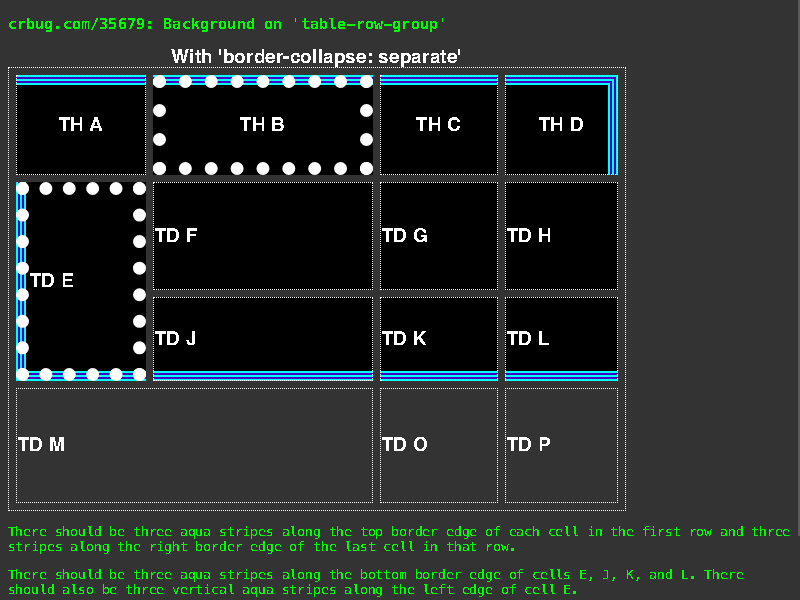 crbug.com/35679: Background on 'table-row-group'
With 'border-collapse: separate'
TH A TH B TH C TH D
TD F TD G TD H
TD E
TD J TD K TD L
TD M TD O TD P
There should be three aqua stripes along the top border edge of each cell in the first row and three
stripes along the right border edge of the last cell in that row.
There should be three aqua stripes along the bottom border edge of cells E, J, K, and L. There
should also be three vertical aqua stripes along the left edge of cell E.